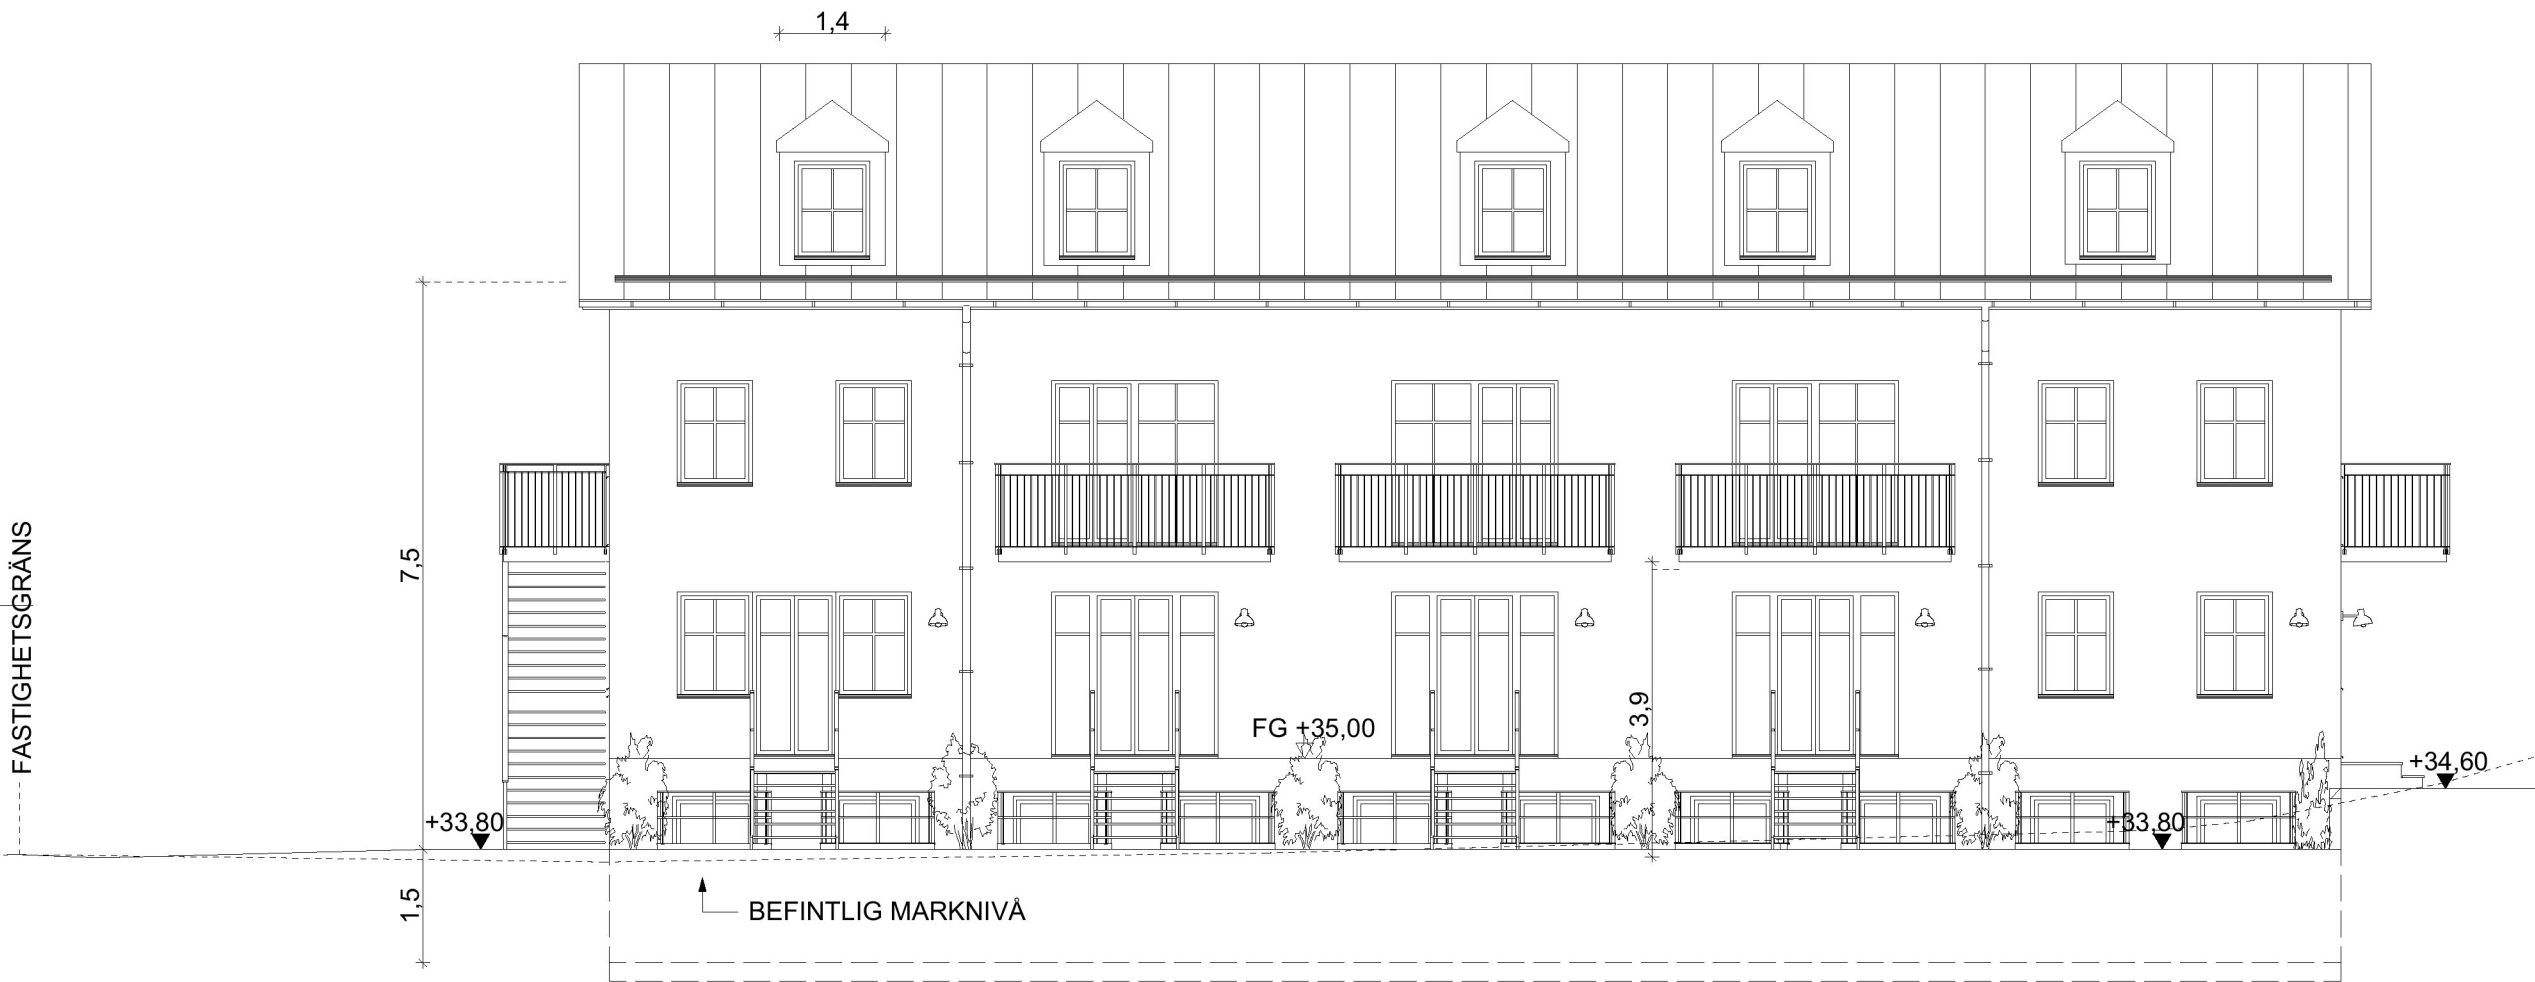 1,4
7,5
FASTIGHETSGRÄNS
3,9
FG +35,00
+34,60
+33,80
+33,80
1,5
BEFINTLIG MARKNIVÅ